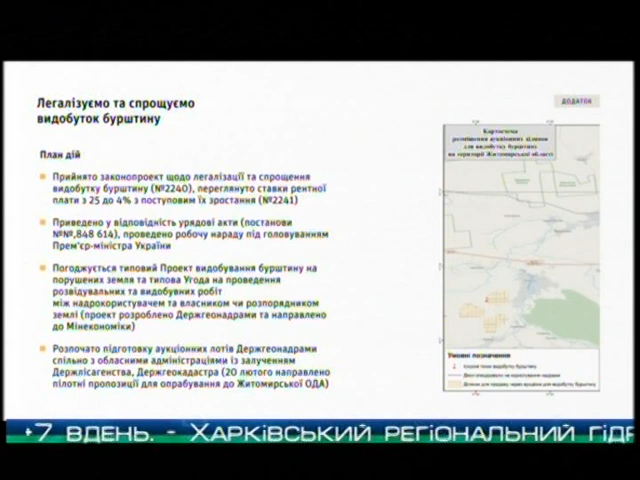 Легалізуємо та спрощуємо
видобуток бурштину
ДОДАТОК
План дій
Прийнято законопроект щодо легалізації та спрощення
видобутку бурштину (№2240), переглянуто ставки рентної
плати з 25 до 4% з поступовим їх зростання (№2241)
Приведено у відповідність урядові акти (постанови
№№,848 614), проведено робочу нараду під головуванням
Прем'єр-міністра України
Погоджується типовий Проект видобування бурштину на
порушених земля та типова Угода на проведення
розвідувальних та видобувних робіт
між надрокористувачем та власником чи розпорядником
землі (проект розроблено Держгеонадрами та направлено
до Мінекономіки)
Розпочато підготовку аукціонних лотів Держгеонадрами
спільно з обласними адміністраціями із залученням
Держлісагенства, Держгеокадастра (20 лютого направлено
пілотні пропозиції для опрабування до Житомирської ОДА)
Картосхема
розміщення аукціонних ділянок
для видобутку бурштину
на території Житомирської області
Умовні позначення
+7 ВДЕНЬ. - ХАРКІВСЬКИЙ РЕГІОНАЛЬНИЙ ГІДР